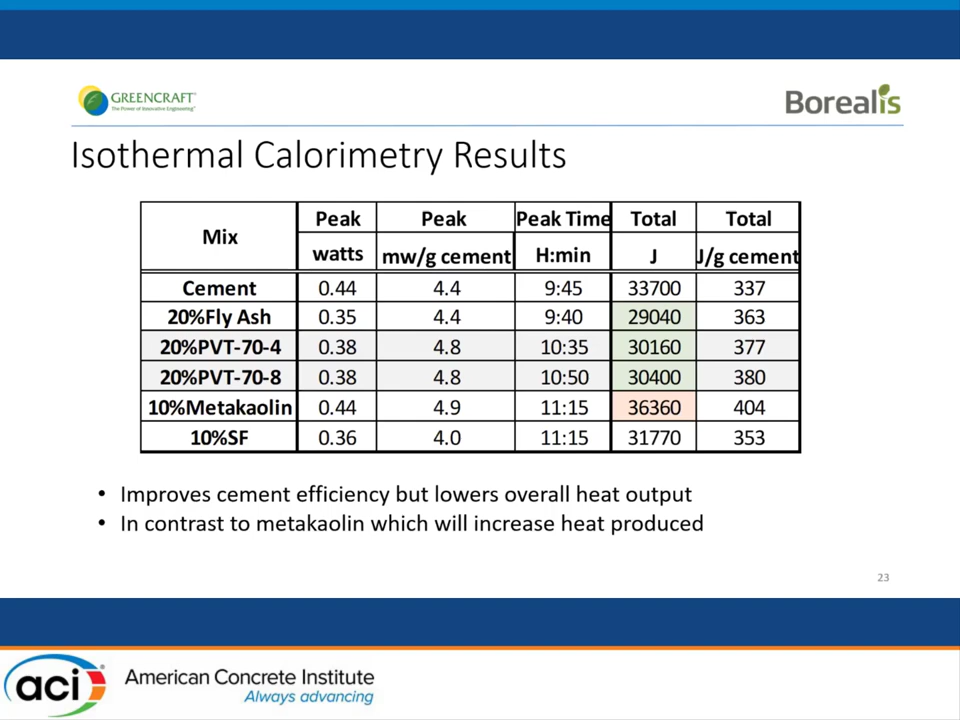 GREENCRAFT™
The Power of Innovative Engineering
Borealis
Isothermal Calorimetry Results
Mix Peak Peak Peak Time Total Total
watts mw/g cement H:min J J/g cement
Cement 0.44 4.4 9:45 33700 337
20%Fly Ash 0.35 4.4 9:40 29040 363
20%PVT-70-4 0.38 4.8 10:35 30160 377
20%PVT-70-8 0.38 4.8 10:50 30400 380
10%Metakaolin 0.44 4.9 11:15 36360 404
10%SF 0.36 4.0 11:15 31770 353
• Improves cement efficiency but lowers overall heat output
• In contrast to metakaolin which will increase heat produced
23
aci
American Concrete Institute
Always advancing